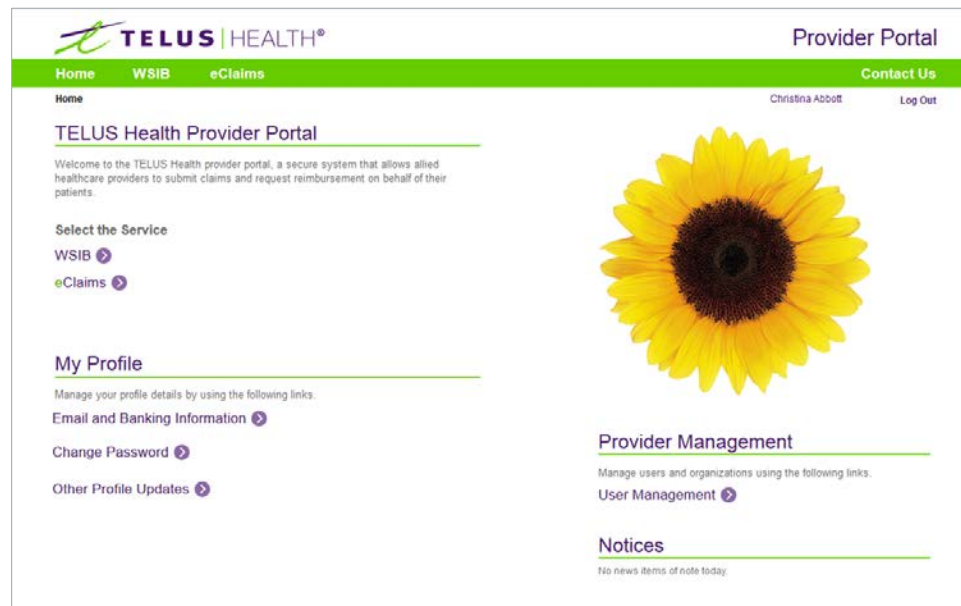 TELUS HEALTH®
Provider Portal
Home WSIB eClaims Contact Us
Home Christina Abbott Log Out
TELUS Health Provider Portal
Welcome to the TELUS Health provider portal, a secure system that allows allied
healthcare providers to submit claims and request reimbursement on behalf of their
patients.
Select the Service
WSIB
eClaims
My Profile
Manage your profile details by using the following links.
Email and Banking Information
Change Password
Other Profile Updates
Provider Management
Manage users and organizations using the following links.
User Management
Notices
No news items of note today.